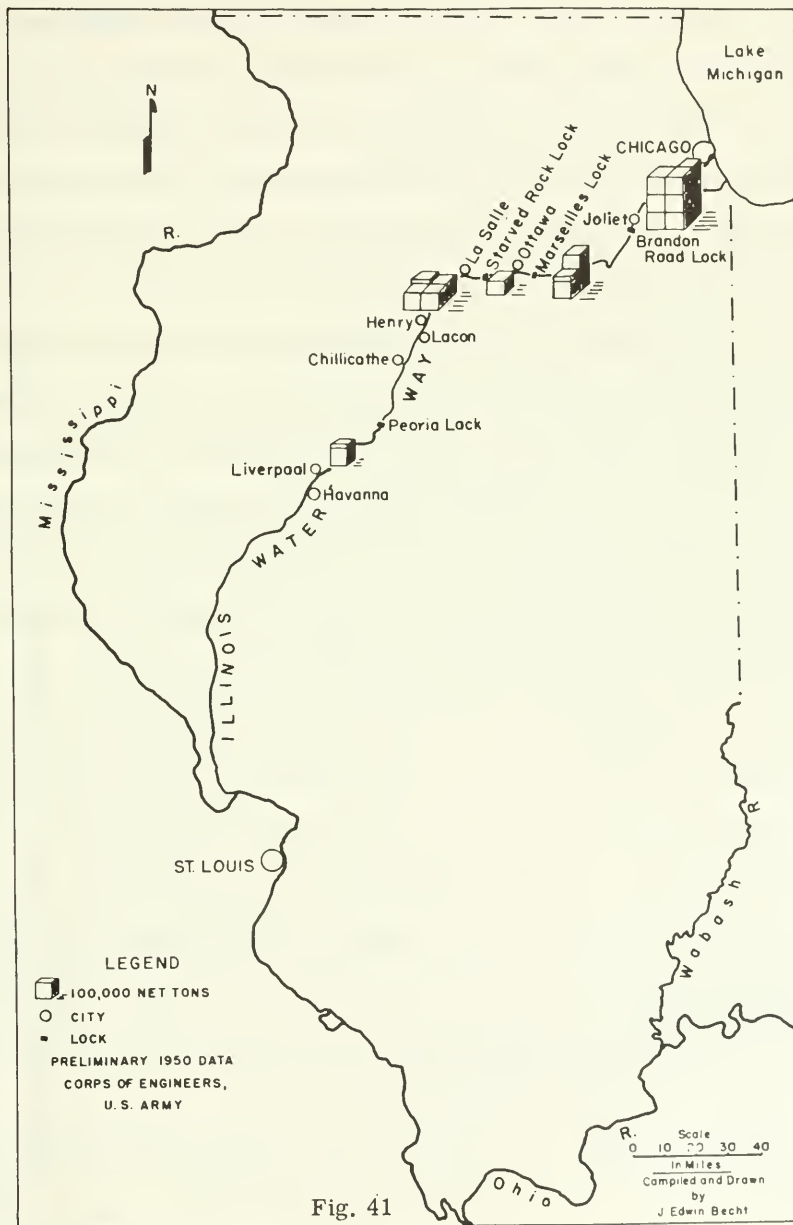 Lake
Michigan
N
CHICAGO
R.
La Salle
Starved Rock Lock
Ottawa
Marseilles Lock
Joliet
Brandon
Road Lock
Henry
Lacon
Chillicathe
WAY
Peoria Lack
Liverpaal
Havanna
Mississippi
WATER
ILLINOIS
ST. LOUIS
R
Wabash
LEGEND
100,000 NET TONS
CITY
LOCK
PRELIMINARY 1950 DATA
CORPS OF ENGINEERS,
U.S. ARMY
R.
Ohio
Scale
0 10 20 30 40
In Miles
Compiled and Drawn
by
J Edwin Becht
Fig. 41